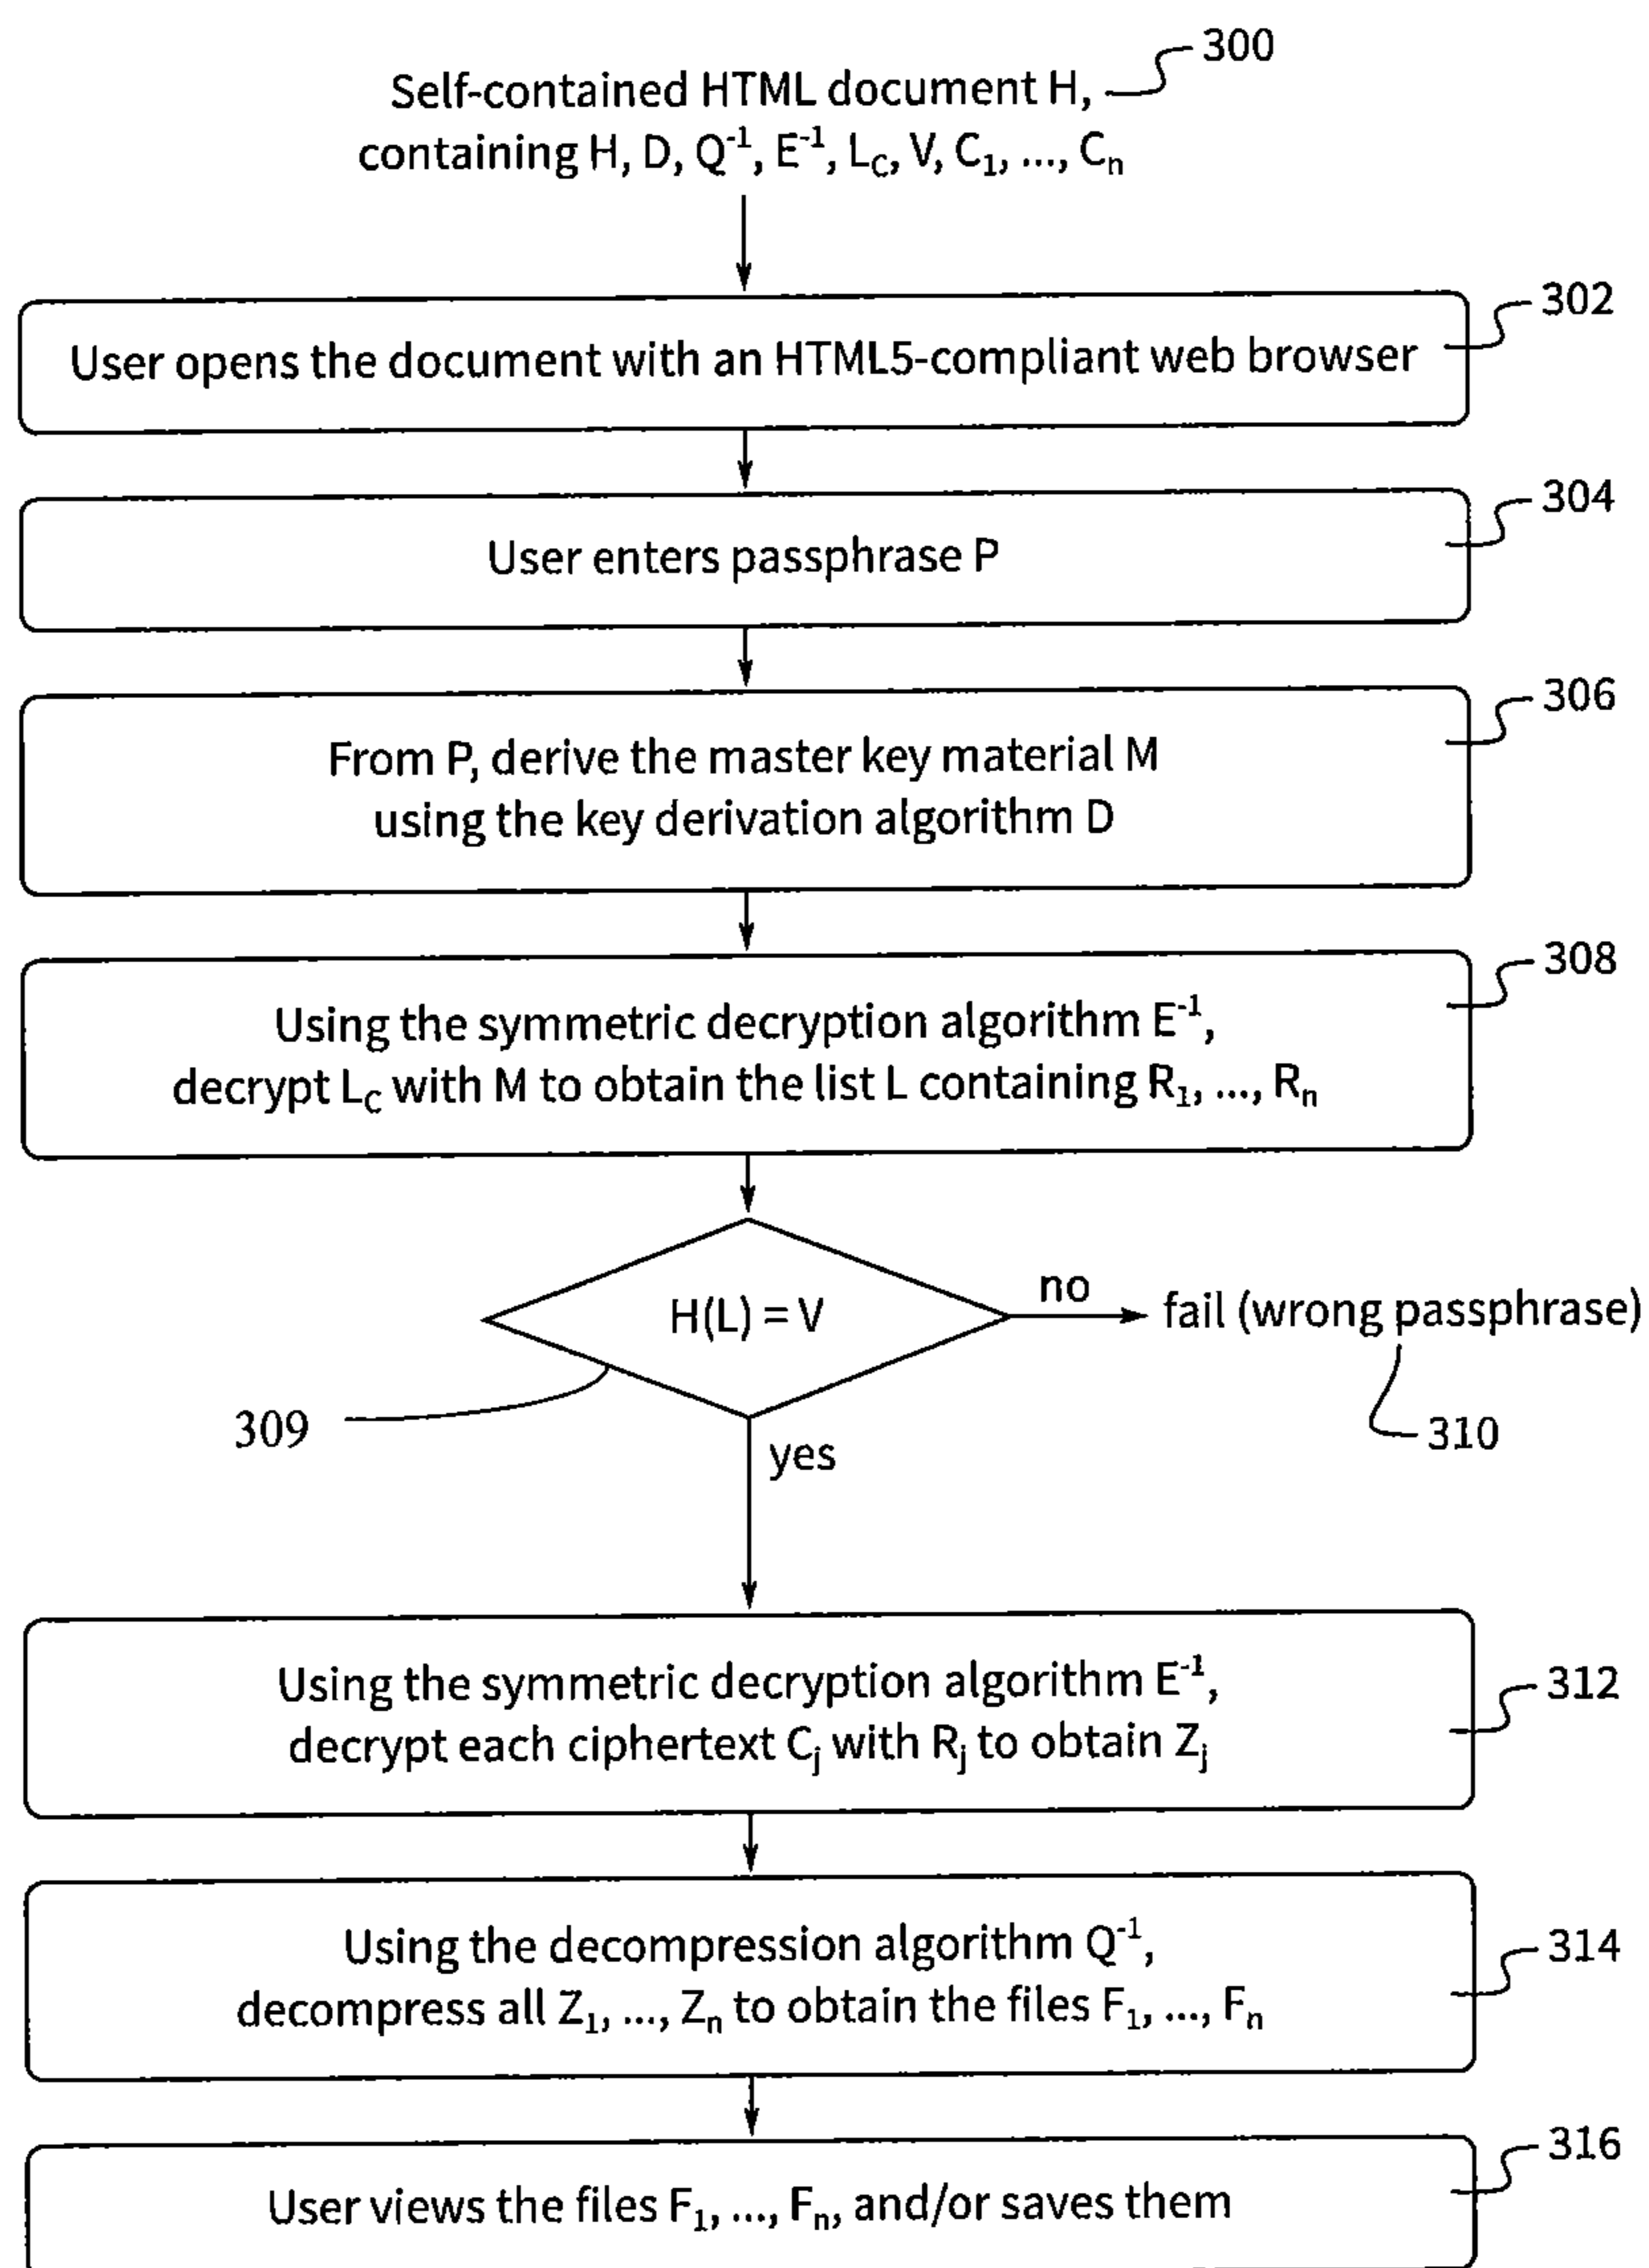 300
Self-contained HTML document H,
containing H, D, Q⁻¹, E⁻¹, L_C, V, C₁, ..., Cₙ
302
User opens the document with an HTML5-compliant web browser
304
User enters passphrase P
306
From P, derive the master key material M
using the key derivation algorithm D
308
Using the symmetric decryption algorithm E⁻¹,
decrypt L_C with M to obtain the list L containing R₁, ..., Rₙ
H(L) = V
no
fail (wrong passphrase)
309
310
yes
Using the symmetric decryption algorithm E⁻¹,
312
decrypt each ciphertext Cⱼ with Rⱼ to obtain Zⱼ
Using the decompression algorithm Q⁻¹,
314
decompress all Z₁, ..., Zₙ to obtain the files F₁, ..., Fₙ
316
User views the files F₁, ..., Fₙ, and/or saves them